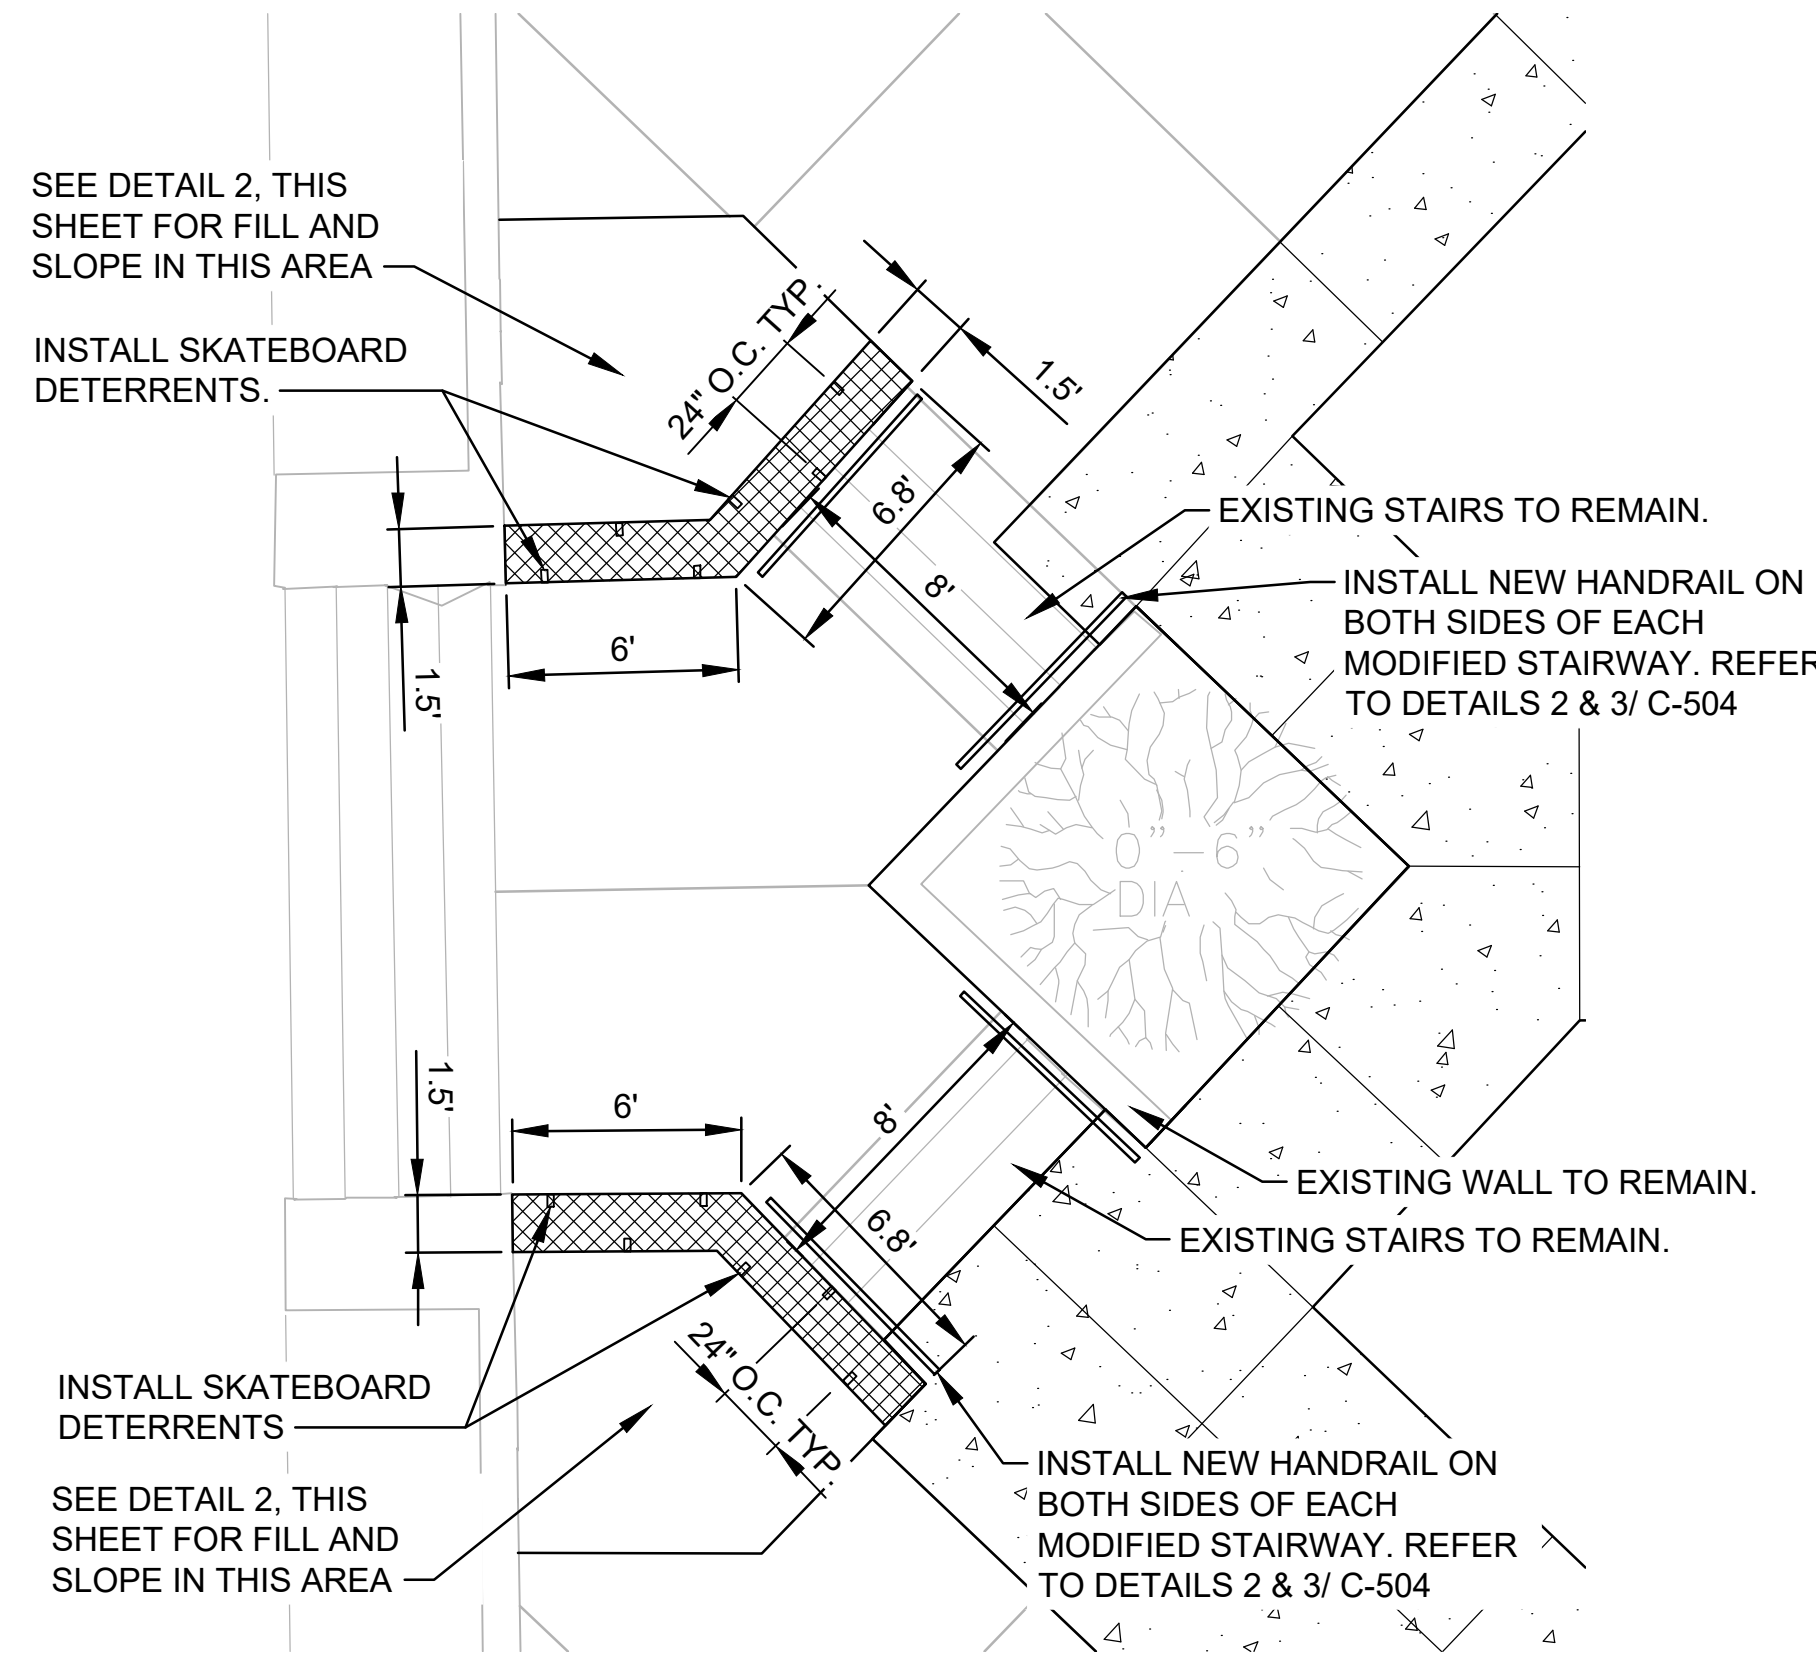 SEE DETAIL 2, THIS
SHEET FOR FILL AND
SLOPE IN THIS AREA
INSTALL SKATEBOARD
DETERRENTS.
24" O.C. TYP.
1.5'
6.8'
8'
6'
1.5'
EXISTING STAIRS TO REMAIN.
INSTALL NEW HANDRAIL ON
BOTH SIDES OF EACH
MODIFIED STAIRWAY. REFER
TO DETAILS 2 & 3/ C-504
0"-6"
DIA
1.5'
6'
8'
6.8'
24" O.C. TYP.
EXISTING WALL TO REMAIN.
EXISTING STAIRS TO REMAIN.
INSTALL SKATEBOARD
DETERRENTS
SEE DETAIL 2, THIS
SHEET FOR FILL AND
SLOPE IN THIS AREA
INSTALL NEW HANDRAIL ON
BOTH SIDES OF EACH
MODIFIED STAIRWAY. REFER
TO DETAILS 2 & 3/ C-504